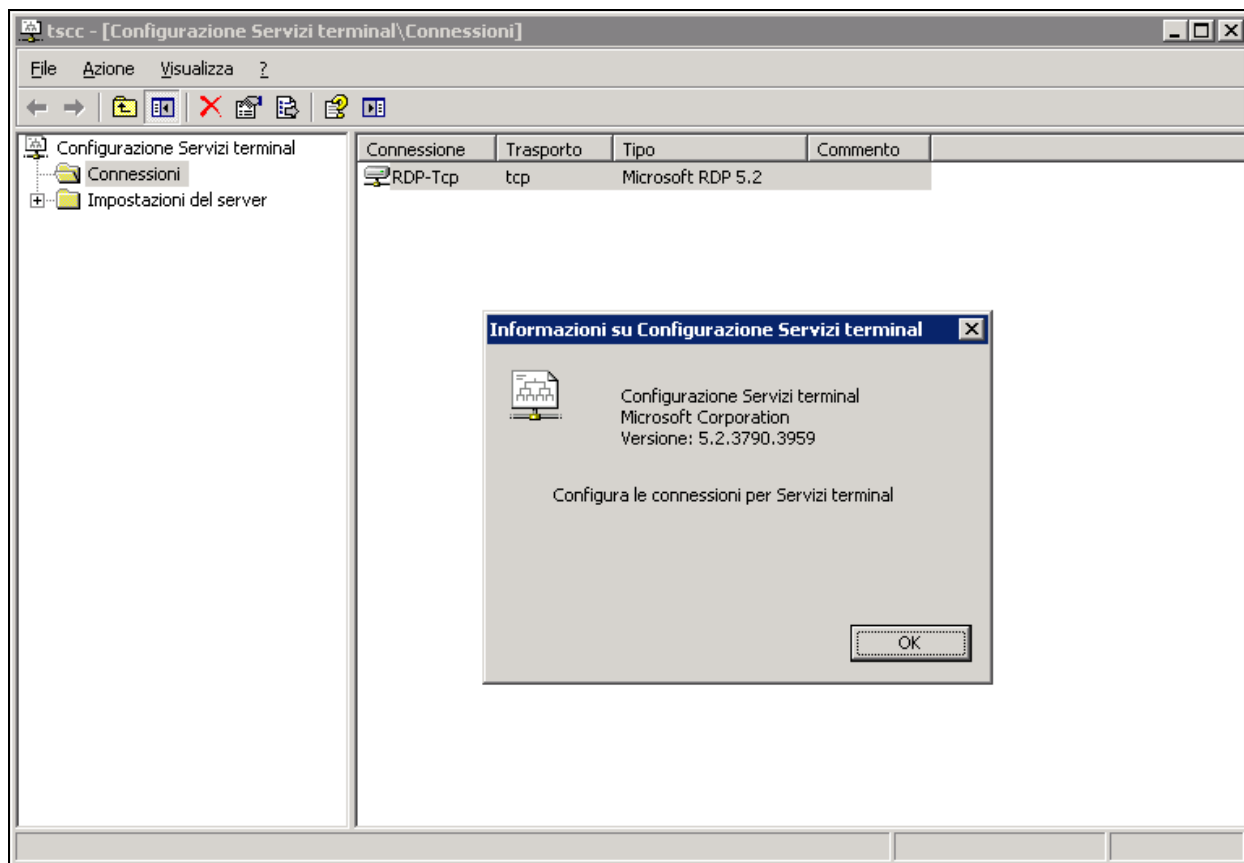 tscc - [Configurazione Servizi terminal\Connessioni]
File Azione Visualizza ?
Configurazione Servizi terminal
Connessioni
Impostazioni del server
Connessione Trasporto Tipo Commento
RDP-Tcp tcp Microsoft RDP 5.2
Informazioni su Configurazione Servizi terminal
Configurazione Servizi terminal
Microsoft Corporation
Versione: 5.2.3790.3959
Configura le connessioni per Servizi terminal
OK